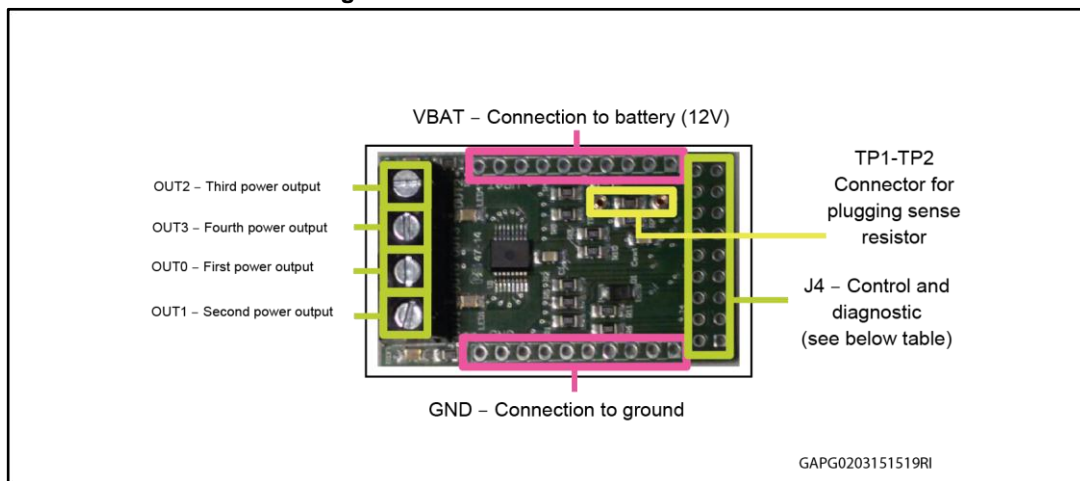 VBAT – Connection to battery (12V)
OUT2 – Third power output
OUT3 – Fourth power output
OUT0 – First power output
OUT1 – Second power output
TP1-TP2
Connector for
plugging sense
resistor
J4 – Control and
diagnostic
(see below table)
GND – Connection to ground
GAPG0203151519RI